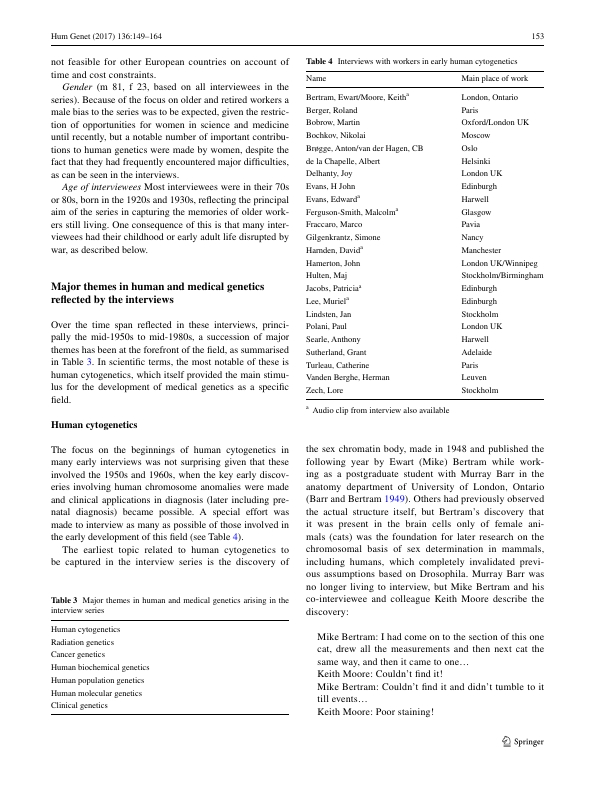 Hum Genet (2017) 136:149–164
153
not feasible for other European countries on account of
time and cost constraints.
Gender (m 81, f 23, based on all interviewees in the
series). Because of the focus on older and retired workers a
male bias to the series was to be expected, given the restric-
tion of opportunities for women in science and medicine
until recently, but a notable number of important contribu-
tions to human genetics were made by women, despite the
fact that they had frequently encountered major difficulties,
as can be seen in the interviews.
Age of interviewees Most interviewees were in their 70s
or 80s, born in the 1920s and 1930s, reflecting the principal
aim of the series in capturing the memories of older work-
ers still living. One consequence of this is that many inter-
viewees had their childhood or early adult life disrupted by
war, as described below.
Major themes in human and medical genetics
reflected by the interviews
Over the time span reflected in these interviews, princi-
pally the mid-1950s to mid-1980s, a succession of major
themes has been at the forefront of the field, as summarised
in Table 3. In scientific terms, the most notable of these is
human cytogenetics, which itself provided the main stimu-
lus for the development of medical genetics as a specific
field.
Human cytogenetics
The focus on the beginnings of human cytogenetics in
many early interviews was not surprising given that these
involved the 1950s and 1960s, when the key early discov-
eries involving human chromosome anomalies were made
and clinical applications in diagnosis (later including pre-
natal diagnosis) became possible. A special effort was
made to interview as many as possible of those involved in
the early development of this field (see Table 4).
The earliest topic related to human cytogenetics to
be captured in the interview series is the discovery of
Table 3 Major themes in human and medical genetics arising in the
interview series
Human cytogenetics
Radiation genetics
Cancer genetics
Human biochemical genetics
Human population genetics
Human molecular genetics
Clinical genetics
Table 4 Interviews with workers in early human cytogenetics
Name Main place of work
Bertram, Ewart/Moore, Keithᵃ London, Ontario
Berger, Roland Paris
Bobrow, Martin Oxford/London UK
Bochkov, Nikolai Moscow
Brøgge, Anton/van der Hagen, CB Oslo
de la Chapelle, Albert Helsinki
Delhanty, Joy London UK
Evans, H John Edinburgh
Evans, Edwardᵃ Harwell
Ferguson-Smith, Malcolmᵃ Glasgow
Fraccaro, Marco Pavia
Gilgenkrantz, Simone Nancy
Harnden, Davidᵃ Manchester
Hamerton, John London UK/Winnipeg
Hulten, Maj Stockholm/Birmingham
Jacobs, Patriciaᵃ Edinburgh
Lee, Murielᵃ Edinburgh
Lindsten, Jan Stockholm
Polani, Paul London UK
Searle, Anthony Harwell
Sutherland, Grant Adelaide
Turleau, Catherine Paris
Vanden Berghe, Herman Leuven
Zech, Lore Stockholm
ᵃ Audio clip from interview also available
the sex chromatin body, made in 1948 and published the
following year by Ewart (Mike) Bertram while work-
ing as a postgraduate student with Murray Barr in the
anatomy department of University of London, Ontario
(Barr and Bertram 1949). Others had previously observed
the actual structure itself, but Bertram's discovery that
it was present in the brain cells only of female ani-
mals (cats) was the foundation for later research on the
chromosomal basis of sex determination in mammals,
including humans, which completely invalidated previ-
ous assumptions based on Drosophila. Murray Barr was
no longer living to interview, but Mike Bertram and his
co-interviewee and colleague Keith Moore describe the
discovery:
Mike Bertram: I had come on to the section of this one
cat, drew all the measurements and then next cat the
same way, and then it came to one…
Keith Moore: Couldn't find it!
Mike Bertram: Couldn't find it and didn't tumble to it
till events…
Keith Moore: Poor staining!
Springer